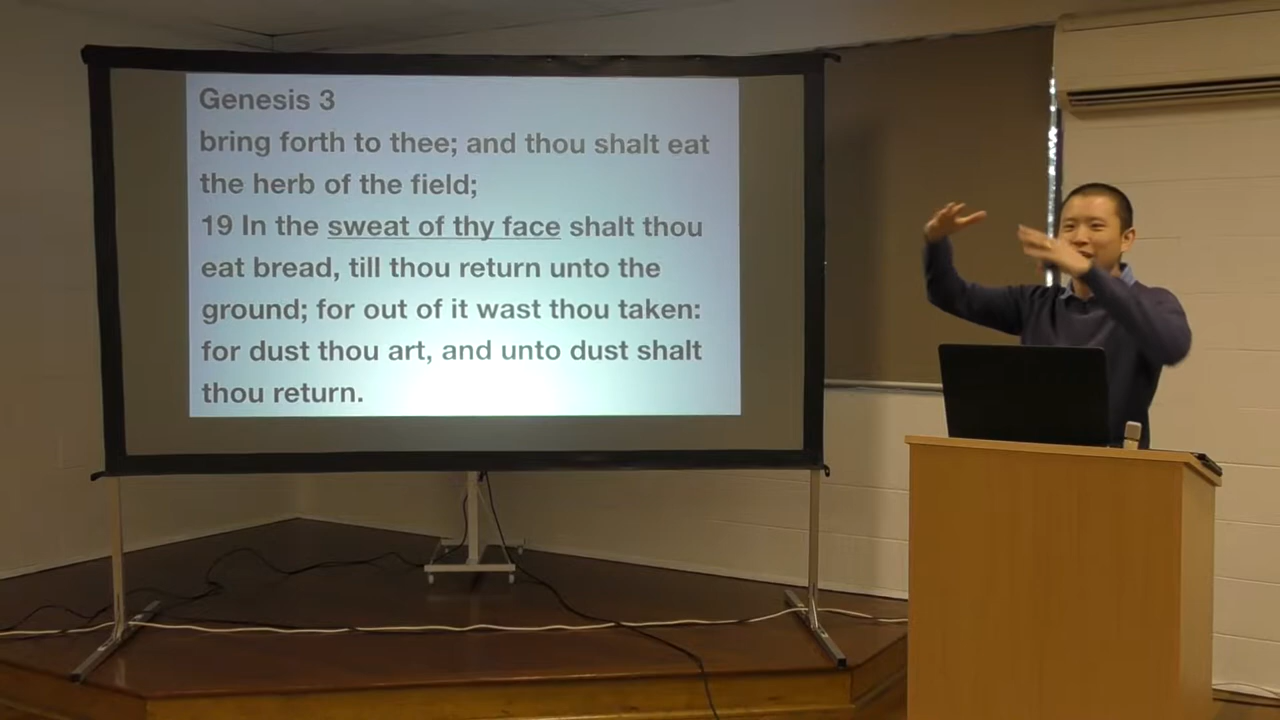 Genesis 3
bring forth to thee; and thou shalt eat
the herb of the field;
19 In the sweat of thy face shalt thou
eat bread, till thou return unto the
ground; for out of it wast thou taken:
for dust thou art, and unto dust shalt
thou return.